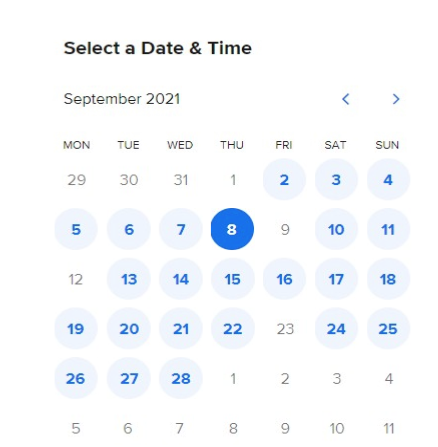 Select a Date & Time
September 2021
MON TUE WED THU FRI SAT SUN
29 30 31 1 2 3 4
5 6 7 8 9 10 11
12 13 14 15 16 17 18
19 20 21 22 23 24 25
26 27 28 1 2 3 4
5 6 7 8 9 10 11